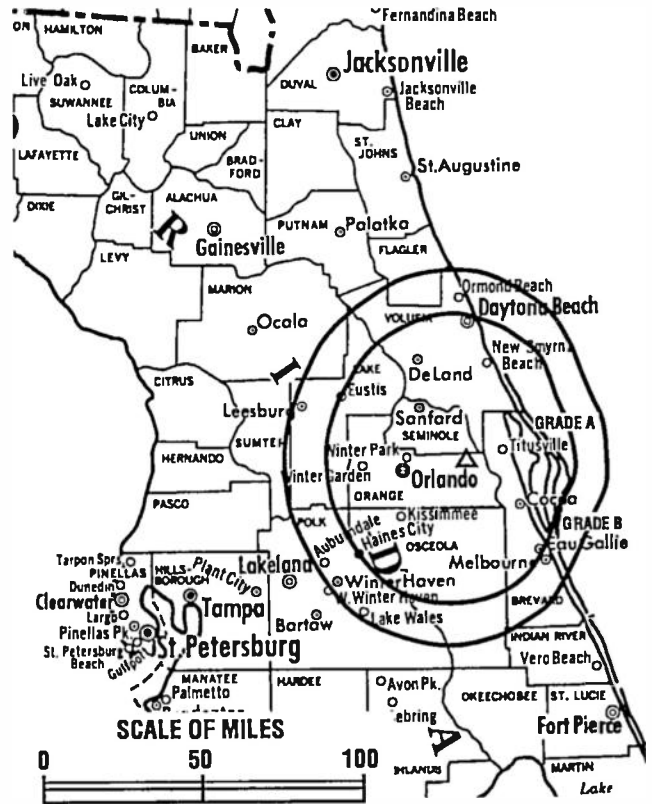 Fernandina Beach
ON HAMILTON
BAKER
Jacksonville
DUVAL
Live Oak
COLUM-
BIA
Jacksonville
Beach
SUWANNEE
Lake City
CLAY
UNION
ST.
JOHNS
LAFAYETTE
BRAD-
FORD
St. Augustine
GIL-
CHRIST
ALACHUA
DIXIE
R
PUTNAM
Palatka
Gainesville
FLAGLER
LEVY
MARION
Ormond Beach
VOLUSIA
Daytona Beach
Ocala
New Smyrna
Beach
I
LAKE
DeLand
CITRUS
Eustis
Leesburg
Sanford
GRADE A
SUMTER
SEMINOLE
Titusville
HERNANDO
Winter Park
Winter Garden
Orlando
PASCO
ORANGE
Cocoa
POLK
Kissimmee
GRADE B
Auburndale
Haines City
OSCEOLA
Eau Gallie
Tarpon Sprs.
PINELLAS
HILLS-
BOROUGH
Plant City
Lakeland
D
Melbourne
Dunedin
Clearwater
Winter Haven
Tampa
W. Winter Haven
BREVARD
Largo
Bartow
Lake Wales
Pinellas Pk.
St. Petersburg
INDIAN RIVER
St. Petersburg
Beach
Gulfport
Vero Beach
MANATEE
HARDEE
Palmetto
Avon Pk.
OKEECHOBEE
ST. LUCIE
ebring
Fort Pierce
SCALE OF MILES
A
0 50 100
HLANDS
MARTIN
Lake